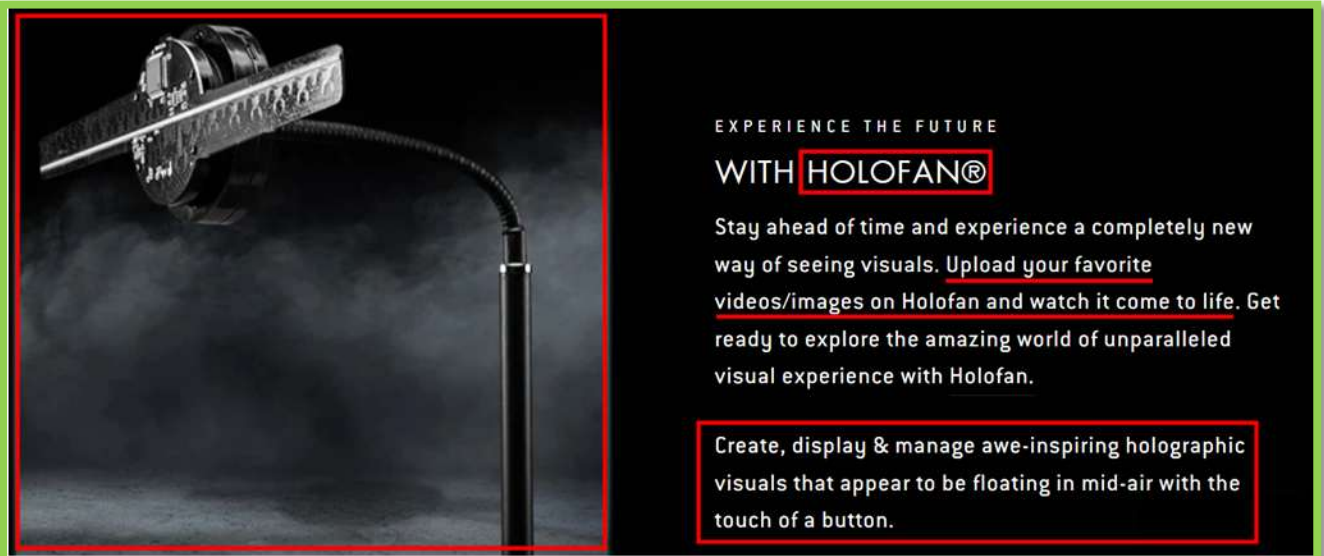 EXPERIENCE THE FUTURE
WITH HOLOFAN®
Stay ahead of time and experience a completely new
way of seeing visuals. Upload your favorite
videos/images on Holofan and watch it come to life. Get
ready to explore the amazing world of unparalleled
visual experience with Holofan.
Create, display & manage awe-inspiring holographic
visuals that appear to be floating in mid-air with the
touch of a button.